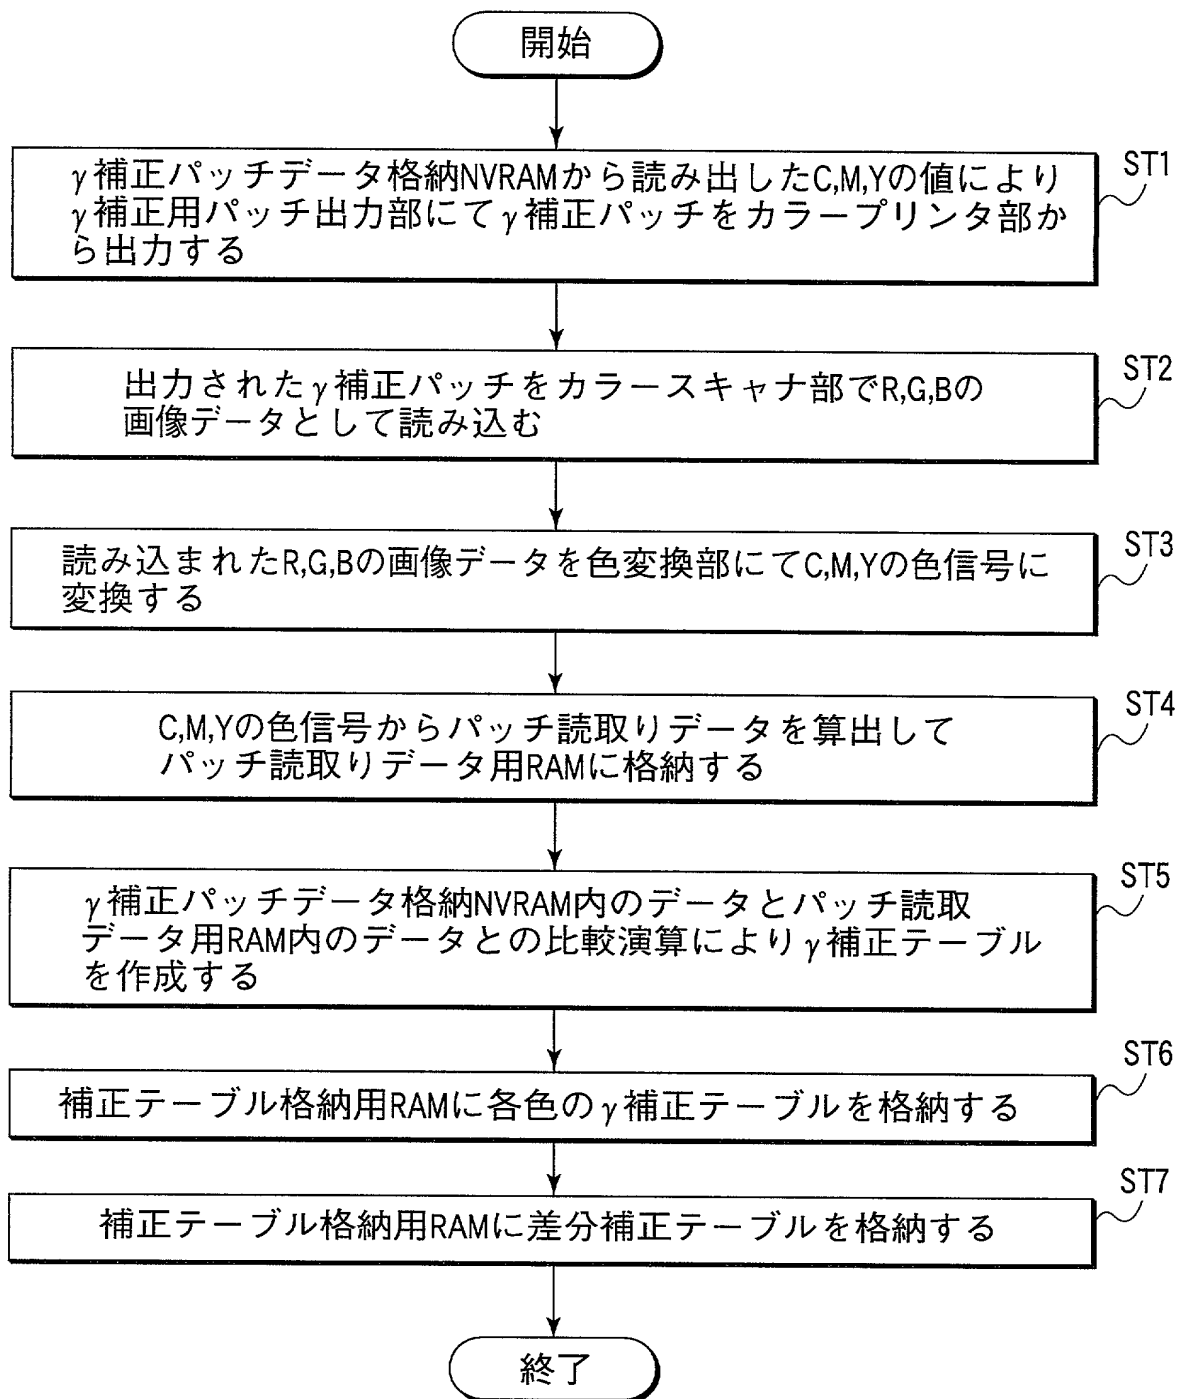 開始
γ補正パッチデータ格納NVRAMから読み出したC,M,Yの値により
γ補正用パッチ出力部にてγ補正パッチをカラープリンタ部か
ら出力する
ST1
出力されたγ補正パッチをカラースキャナ部でR,G,Bの
画像データとして読み込む
ST2
読み込まれたR,G,Bの画像データを色変換部にてC,M,Yの色信号に
変換する
ST3
C,M,Yの色信号からパッチ読取りデータを算出して
パッチ読取りデータ用RAMに格納する
ST4
γ補正パッチデータ格納NVRAM内のデータとパッチ読取
データ用RAM内のデータとの比較演算によりγ補正テーブル
を作成する
ST5
補正テーブル格納用RAMに各色のγ補正テーブルを格納する
ST6
補正テーブル格納用RAMに差分補正テーブルを格納する
ST7
終了